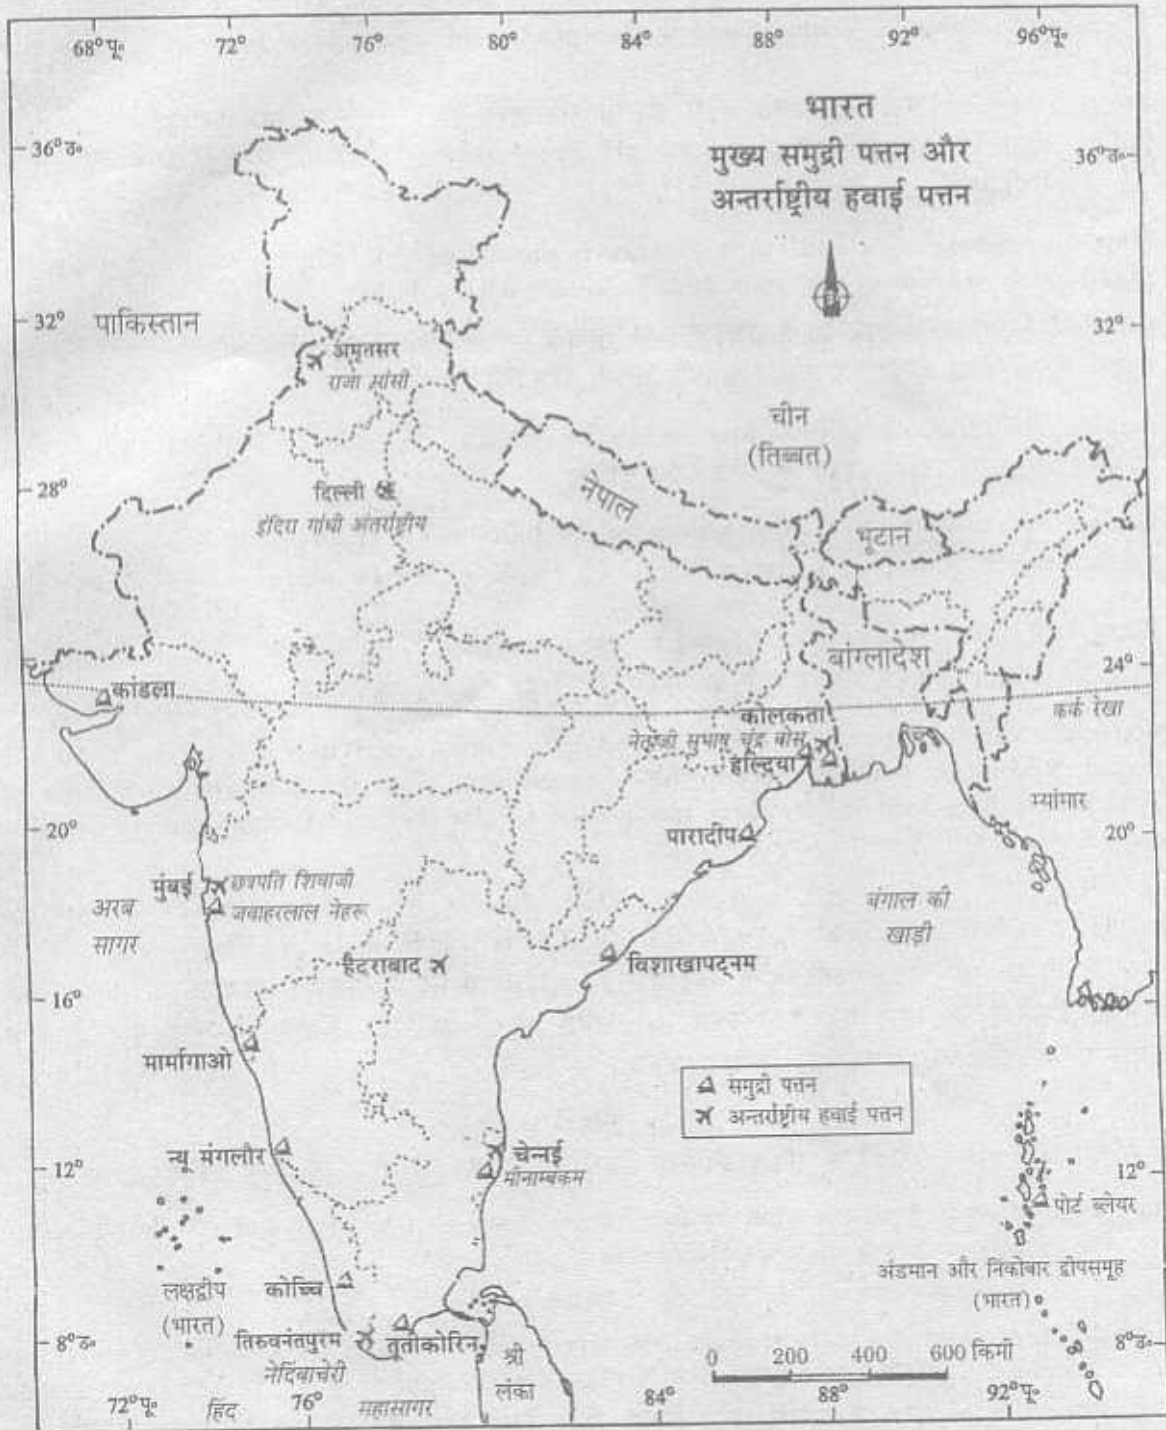 68°पू॰ 72° 76° 80° 84° 88° 92° 96°पू॰
भारत
मुख्य समुद्री पत्तन और
अन्तर्राष्ट्रीय हवाई पत्तन
36°उ॰
36°उ॰
32°
पाकिस्तान
32°
अमृतसर
राजा सांसी
चीन
(तिब्बत)
28°
दिल्ली
इंदिरा गांधी अंतर्राष्ट्रीय
नेपाल
भूटान
28°
बांग्लादेश
24°
कांडला
कर्क रेखा
कोलकता
नेताजी सुभाष चंद्र बोस
हल्दिया
म्यांमार
20°
पारादीप
20°
मुंबई
छत्रपति शिवाजी
जवाहरलाल नेहरू
अरब
सागर
बंगाल की
खाड़ी
हैदराबाद
विशाखापट्नम
16°
16°
मार्मागाओ
समुद्री पत्तन
अन्तर्राष्ट्रीय हवाई पत्तन
न्यू मंगलौर
चेन्नई
मीनाम्बकम
12°
12°
पोर्ट ब्लेयर
लक्षद्वीप
(भारत)
कोच्चि
अंडमान और निकोबार द्वीपसमूह
(भारत)
8°उ॰
तिरुवनंतपुरम
तूतीकोरिन
8°उ॰
नेदिंबाचेरी
श्री
लंका
0 200 400 600 किमी
72°पू॰ हिंद 76° महासागर 84° 88° 92°पू॰